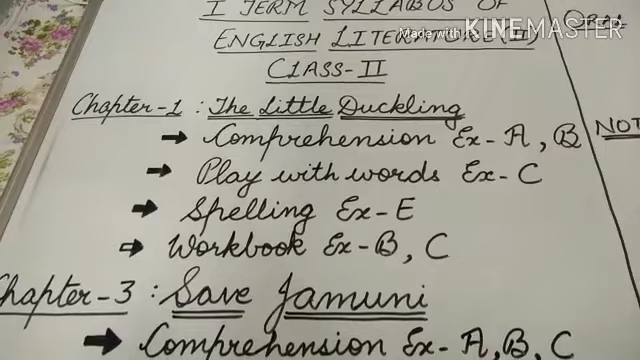 I TERM SYLLABUS OF
Made with KINEMASTER
ENGLISH LITERATURE (II)
CLASS-II
Chapter-1 : The Little Duckling
➡ Comprehension Ex-A, B
NOT
➡ Play with words Ex-C
➡ Spelling Ex-E
⇨ Workbook Ex-B, C
Chapter-3 : Save Jamuni
➡ Comprehension Ex-A, B, C